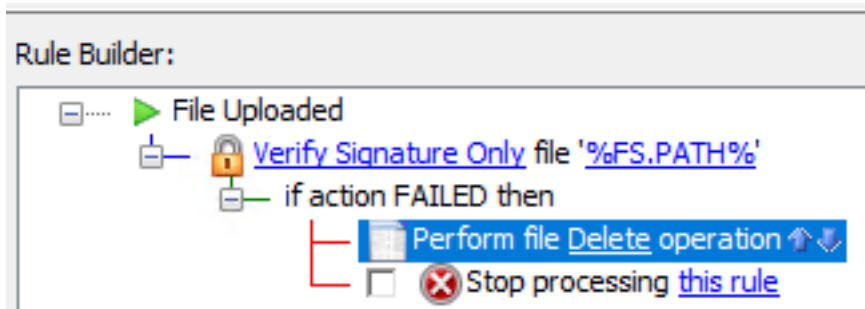 Rule Builder:
File Uploaded
Verify Signature Only file '%FS.PATH%'
if action FAILED then
Perform file Delete operation
Stop processing this rule